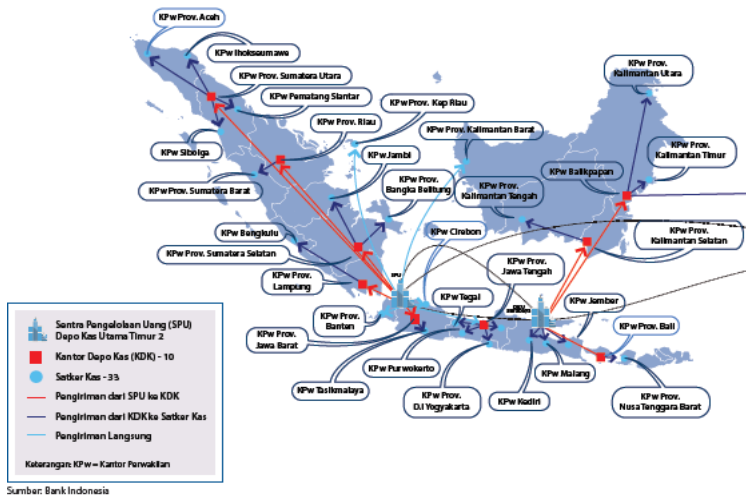 KPw Prov. Aceh
KPw lhokseumawe
KPw Prov. Sumatera Utara
KPw Pematang Siantar
KPw Prov. Riau
KPw Prov. Kep Riau
KPw Prov. Kalimantan Barat
KPw Prov.
Kalimantan Utara
KPw Sibolga
KPw Jambi
KPw Prov.
Kalimantan Timur
KPw Balikpapan
KPw Prov. Sumatera Barat
KPw Prov.
Bangka Belitung
KPw Prov.
Kalimantan Tengah
KPw Bengkulu
KPw Cirebon
KPw Prov.
Kalimantan Selatan
KPw Prov. Sumatera Selatan
KPw Prov.
Jawa Tengah
KPw Prov.
Lampung
SPU
KPw Tegal
KPw Jember
KPw Prov.
Banten
KPw Prov. Bali
KPw Prov.
Jawa Barat
KPw Tasikmalaya
KPw Purwokerto
KPw Prov.
D.I Yogyakarta
KPw Kediri
KPw Malang
KPw Prov.
Nusa Tenggara Barat
Sentra Pengelolaan Uang (SPU)
Depo Kas Utama Timur 2
Kantor Depo Kas (KDK) - 10
Satker Kas - 33
Pengiriman dari SPU ke KDK
Pengiriman dari KDK ke Satker Kas
Pengiriman Langsung
Keterangan: KPw = Kantor Perwakilan
Sumber: Bank Indonesia